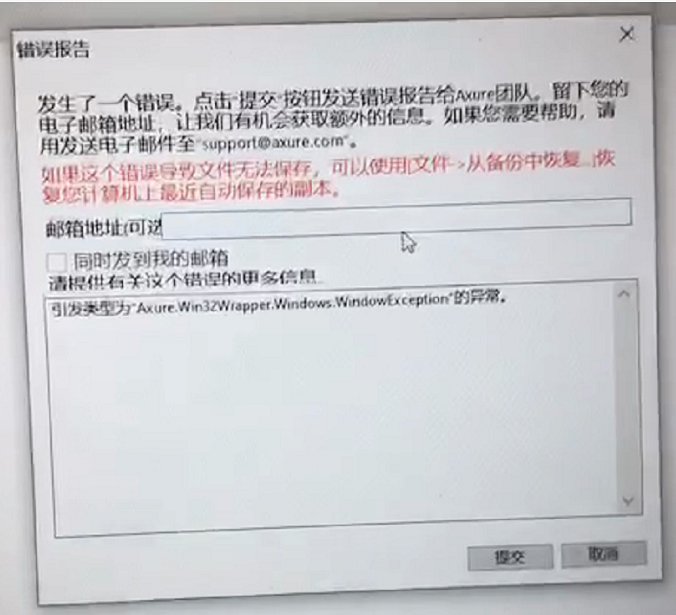 错误报告
发生了一个错误。点击“提交”按钮发送错误报告给Axure团队。留下您的
电子邮箱地址，让我们有机会获取额外的信息。如果您需要帮助，请
用发送电子邮件至“support@axure.com”。
如果这个错误导致文件无法保存，可以使用[文件->从备份中恢复...]恢
复您计算机上最近自动保存的副本。
邮箱地址(可选
同时发到我的邮箱
请提供有关这个错误的更多信息
引发类型为“Axure.Win32Wrapper.Windows.WindowException”的异常。
提交
取消